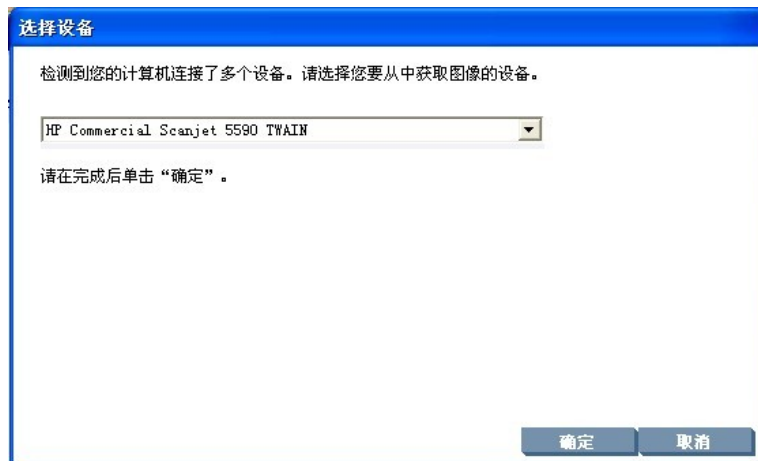 选择设备
检测到您的计算机连接了多个设备。请选择您要从中获取图像的设备。
HP Commercial Scanjet 5590 TWAIN
请在完成后单击“确定”。
确定 取消